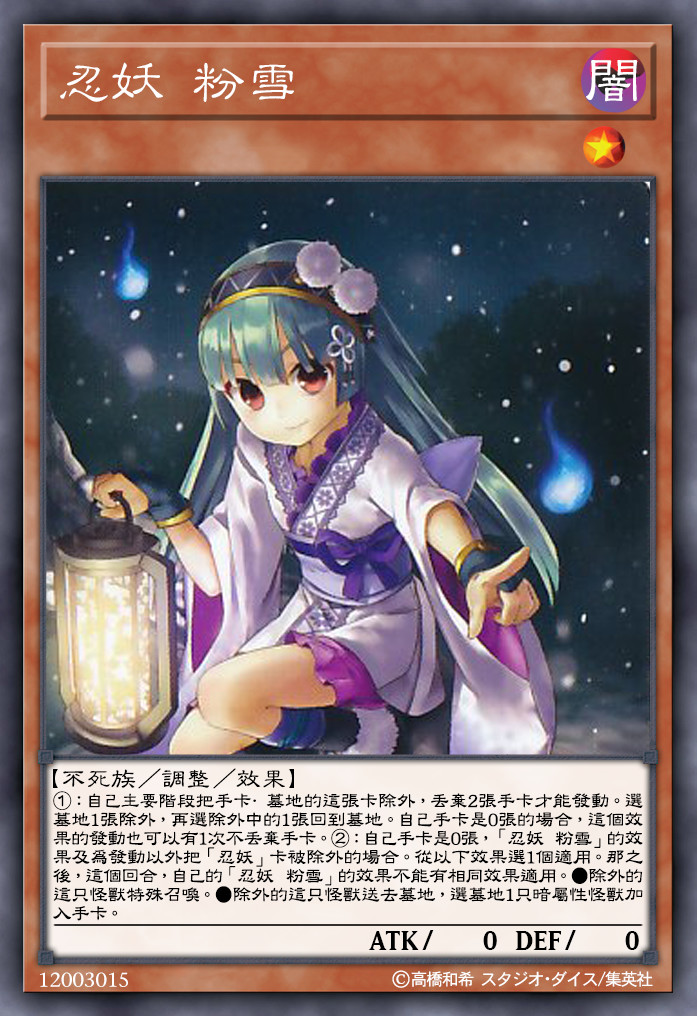 忍妖 粉雪
闇
【不死族／調整／效果】
①：自己主要階段把手卡‧墓地的這張卡除外，丟棄2張手卡才能發動。選
墓地1張除外，再選除外中的1張回到墓地。自己手卡是0張的場合，這個效
果的發動也可以有1次不丟棄手卡。②：自己手卡是0張，「忍妖 粉雪」的效
果及為發動以外把「忍妖」卡被除外的場合。從以下效果選1個適用。那之
後，這個回合，自己的「忍妖 粉雪」的效果不能有相同效果適用。●除外的
這只怪獸特殊召喚。●除外的這只怪獸送去墓地，選墓地1只暗屬性怪獸加
入手卡。
ATK/ 0 DEF/ 0
12003015 ©高橋和希 スタジオ・ダイス/集英社